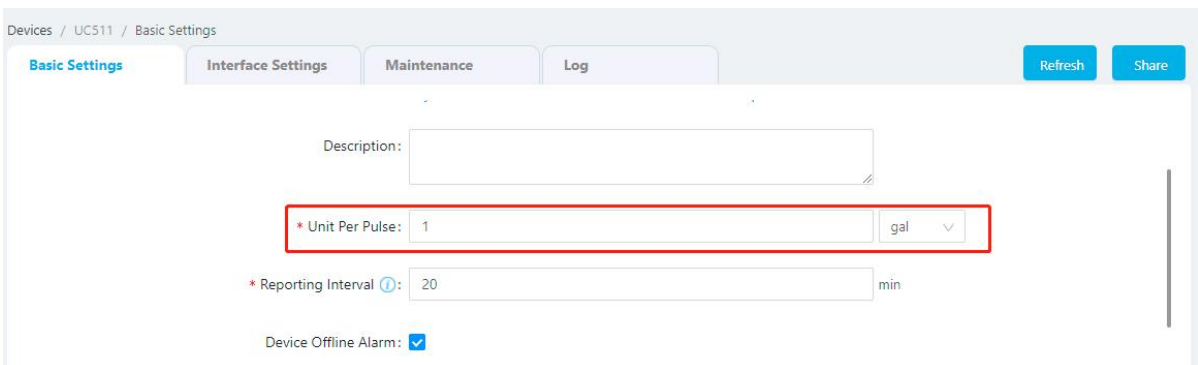 Devices / UC511 / Basic Settings
Basic Settings Interface Settings Maintenance Log Refresh Share
Description:
* Unit Per Pulse: 1 gal
* Reporting Interval i : 20 min
Device Offline Alarm: